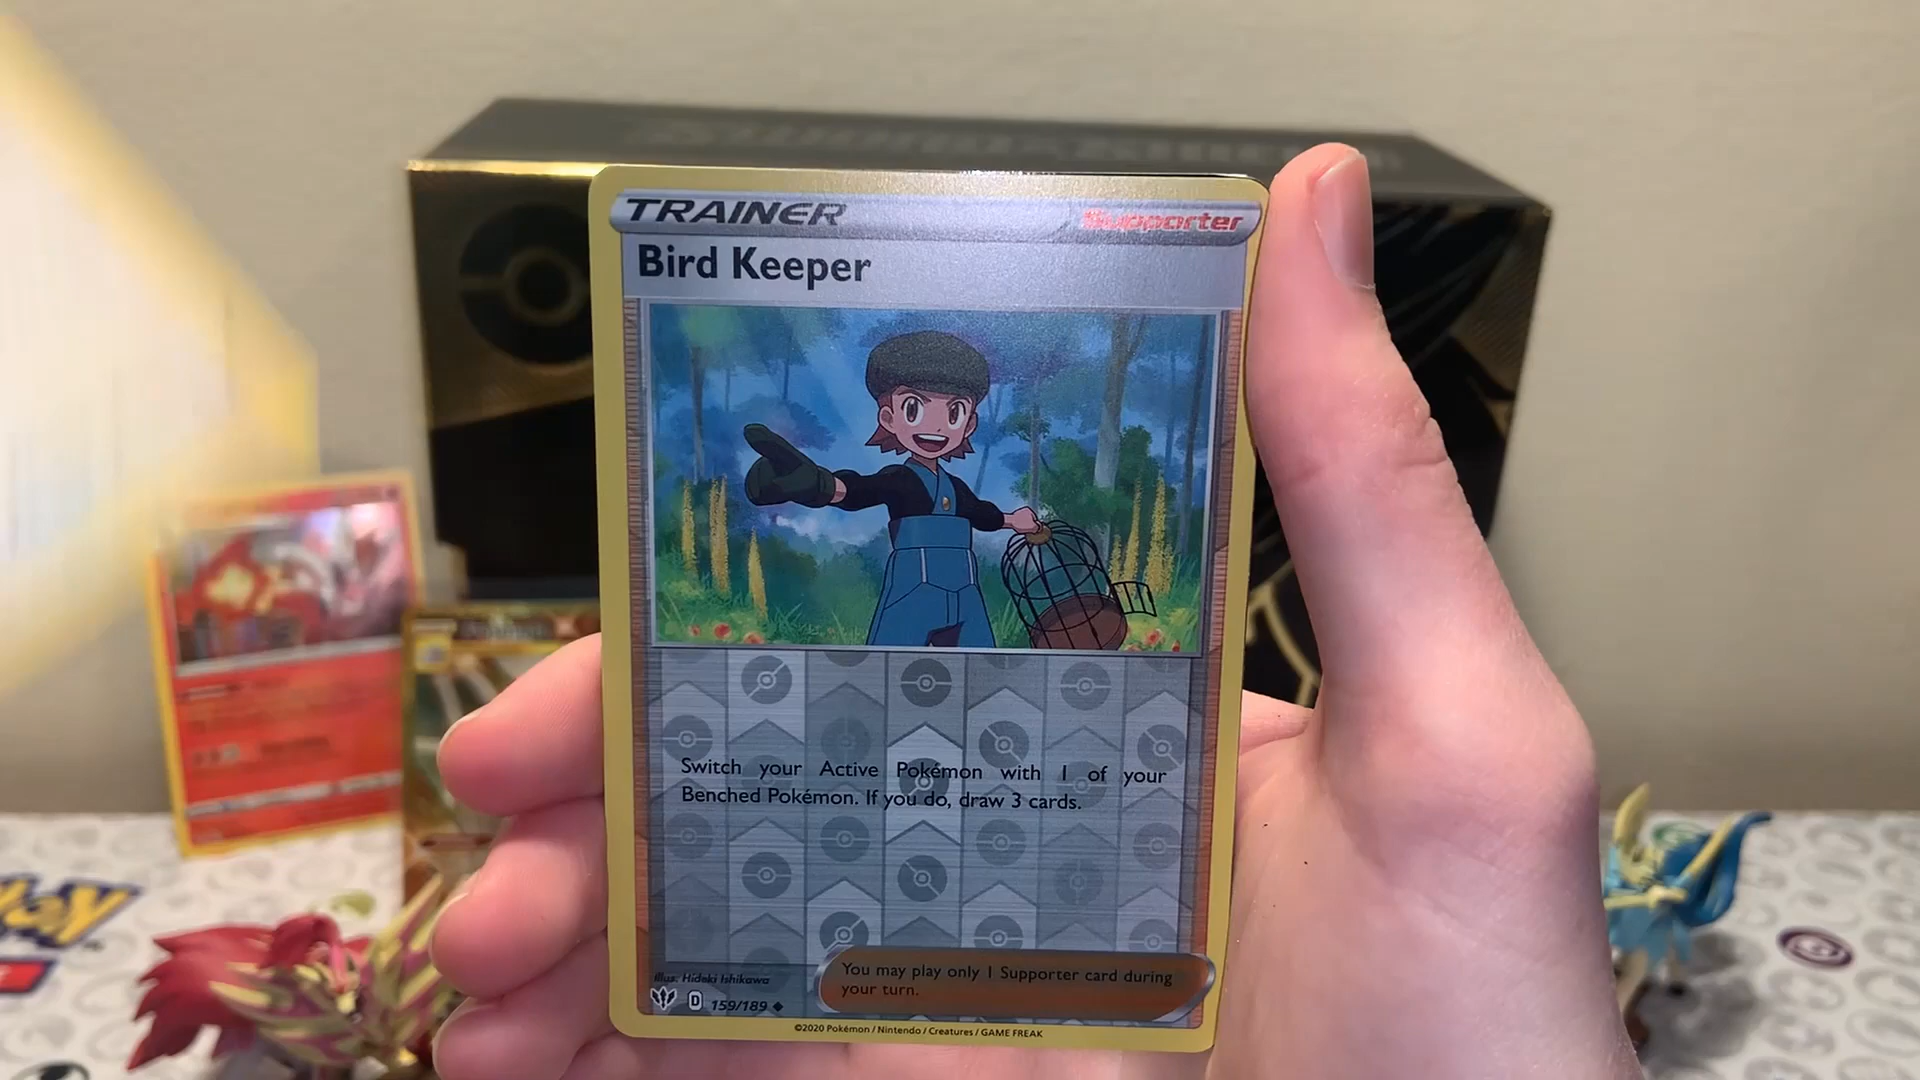 TRAINER
Supporter
Bird Keeper
Switch your Active Pokémon with 1 of your
Benched Pokémon. If you do, draw 3 cards.
You may play only 1 Supporter card during
your turn.
Illus. Hideki Ishikawa
D 159/189
©2020 Pokémon / Nintendo / Creatures / GAME FREAK